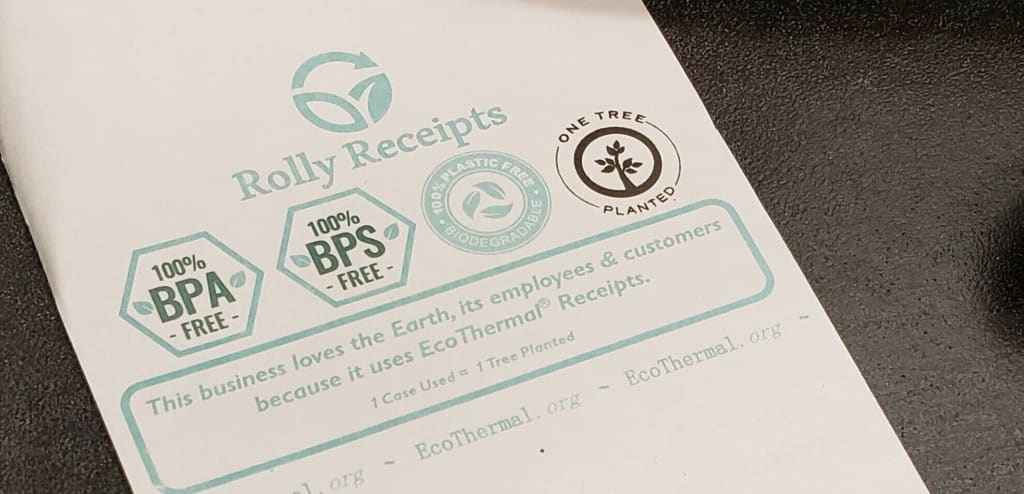 Rolly Receipts
100% PLASTIC FREE
• BIODEGRADABLE •
ONE TREE
PLANTED
100%
BPA
- FREE -
100%
BPS
- FREE -
This business loves the Earth, its employees & customers
because it uses EcoThermal® Receipts.
1 Case Used = 1 Tree Planted
al.org ~ EcoThermal.org ~ EcoThermal.org ~